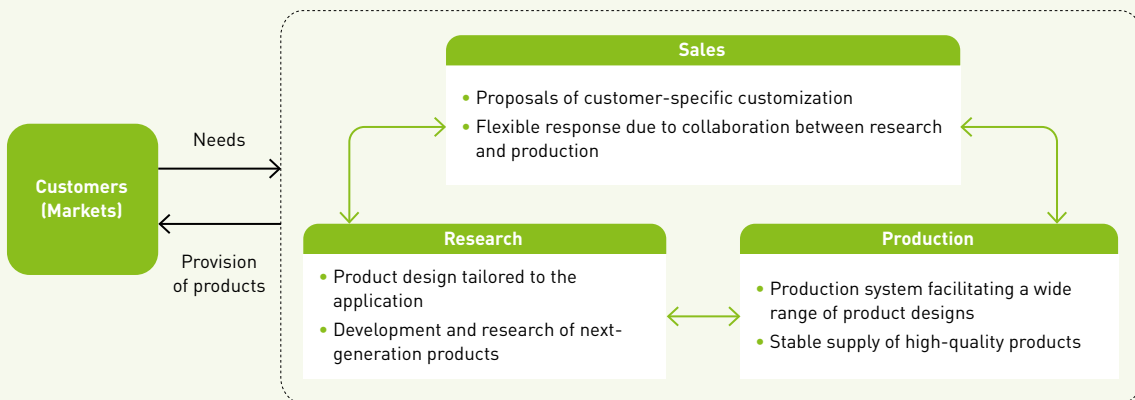 Sales
• Proposals of customer-specific customization
• Flexible response due to collaboration between research
and production
Needs
Customers
(Markets)
Provision
of products
Research
• Product design tailored to the
application
• Development and research of next-
generation products
Production
• Production system facilitating a wide
range of product designs
• Stable supply of high-quality products